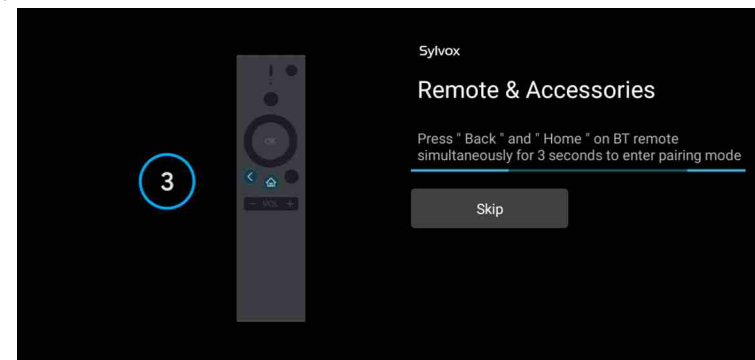 Sylvox
Remote & Accessories
Press " Back " and " Home " on BT remote
simultaneously for 3 seconds to enter pairing mode
3
OK
- VOL +
Skip